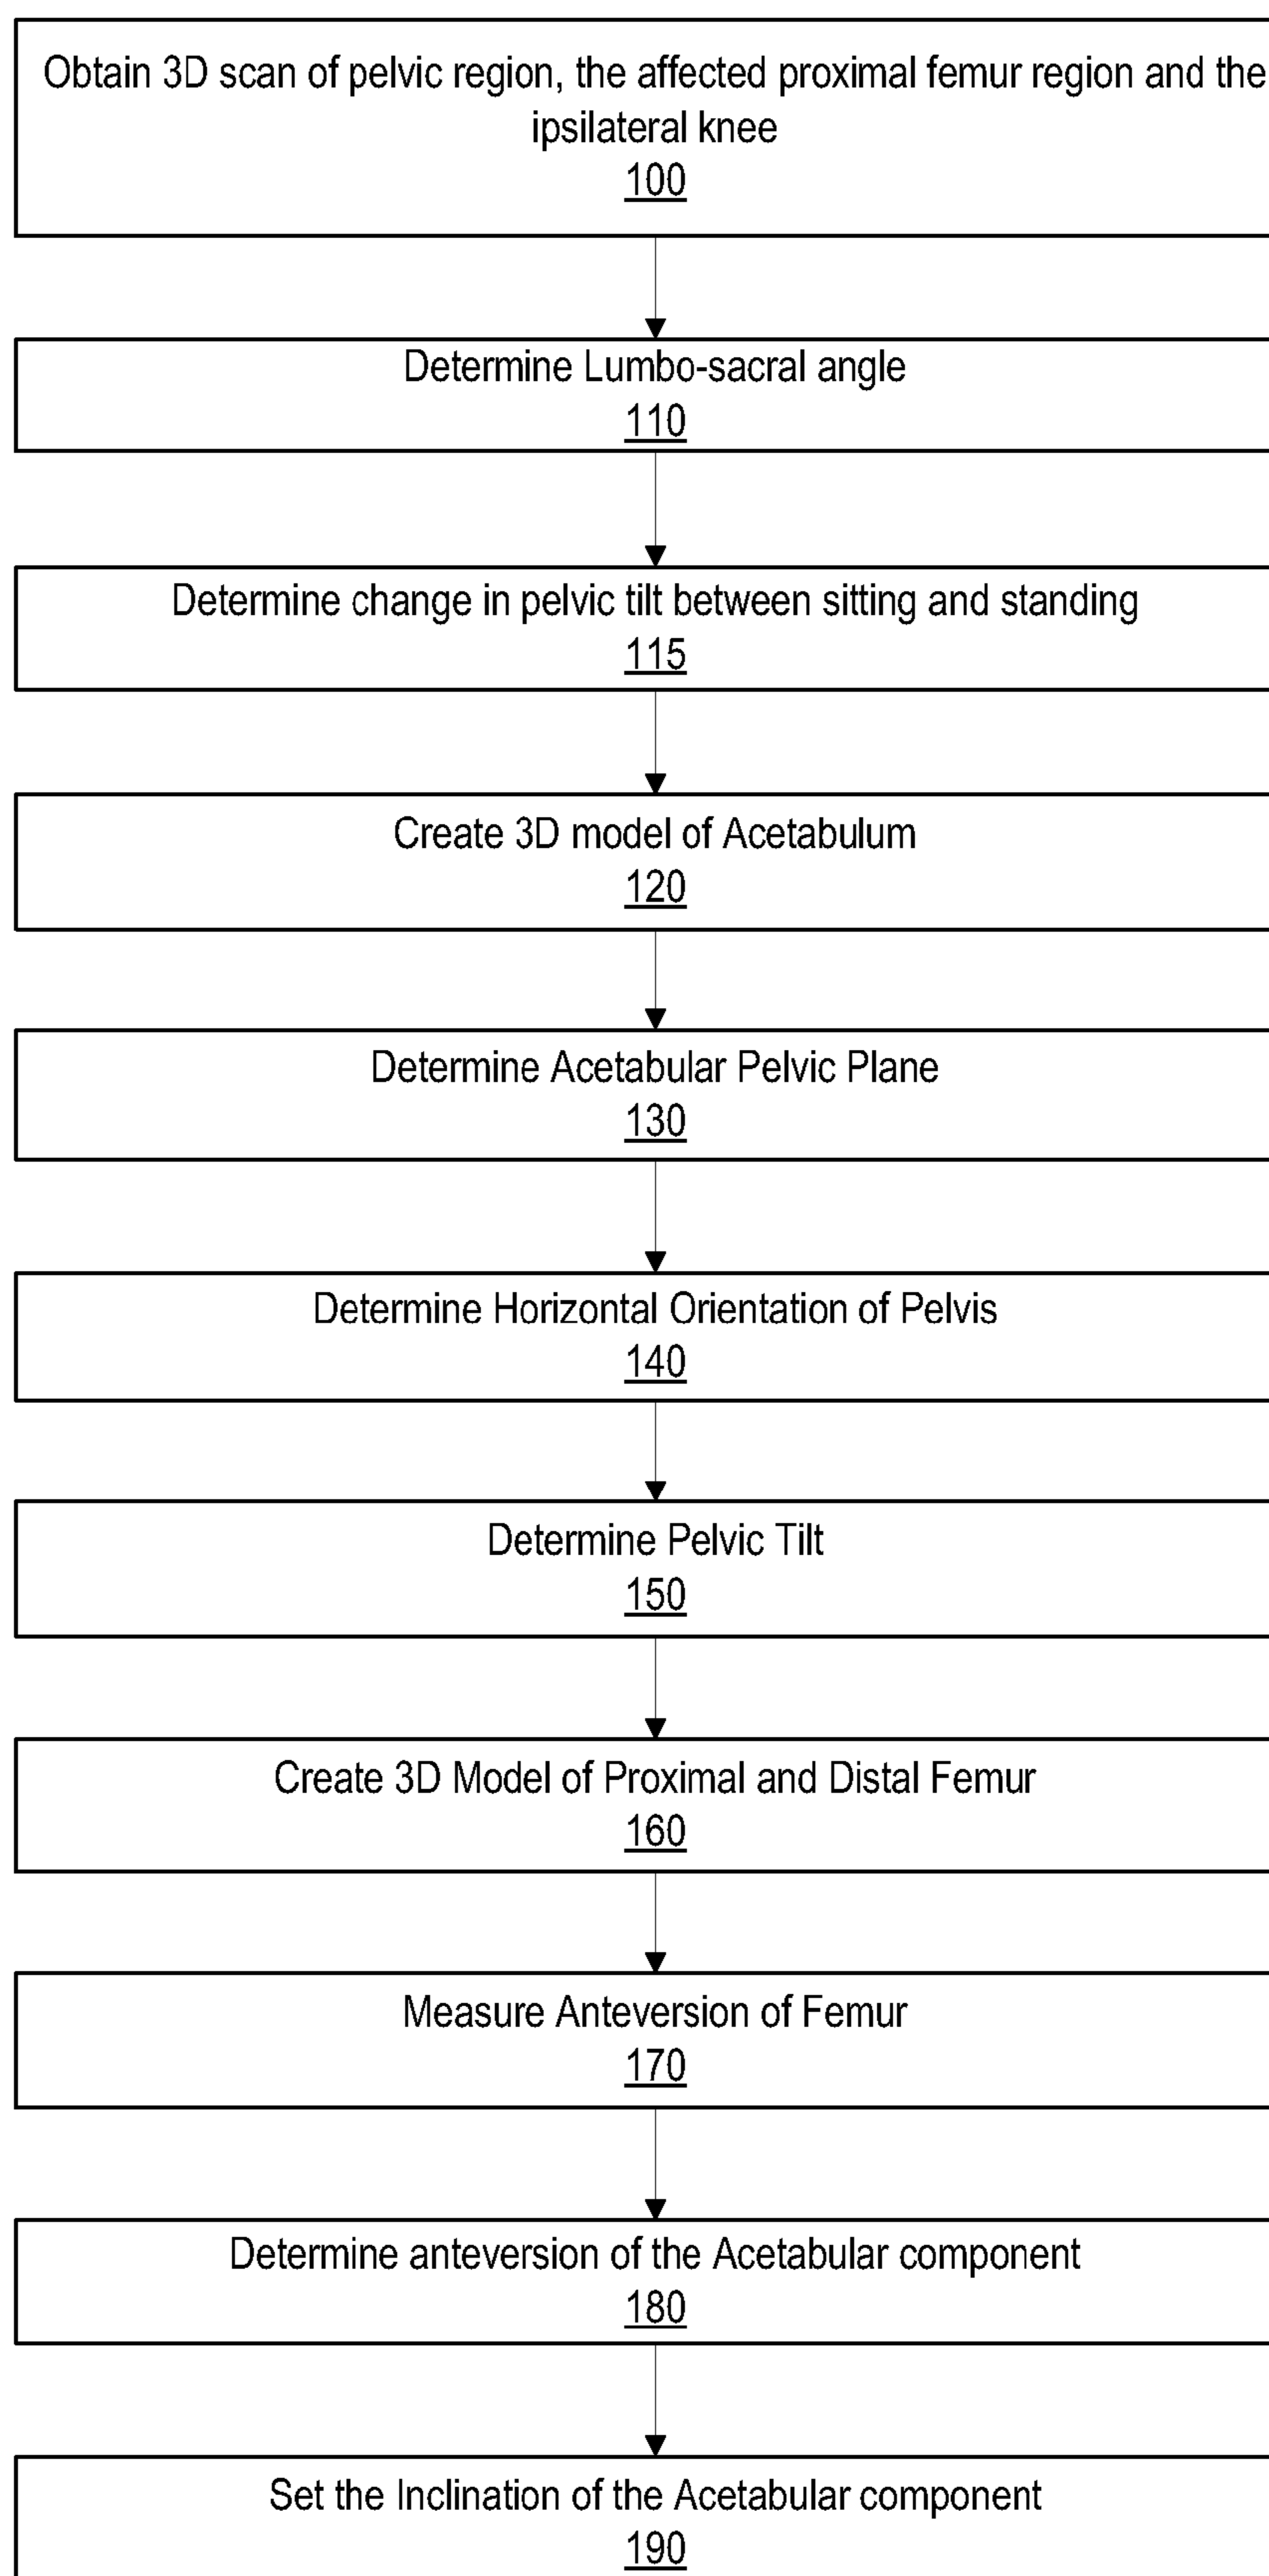 Obtain 3D scan of pelvic region, the affected proximal femur region and the
ipsilateral knee
100
Determine Lumbo-sacral angle
110
Determine change in pelvic tilt between sitting and standing
115
Create 3D model of Acetabulum
120
Determine Acetabular Pelvic Plane
130
Determine Horizontal Orientation of Pelvis
140
Determine Pelvic Tilt
150
Create 3D Model of Proximal and Distal Femur
160
Measure Anteversion of Femur
170
Determine anteversion of the Acetabular component
180
Set the Inclination of the Acetabular component
190